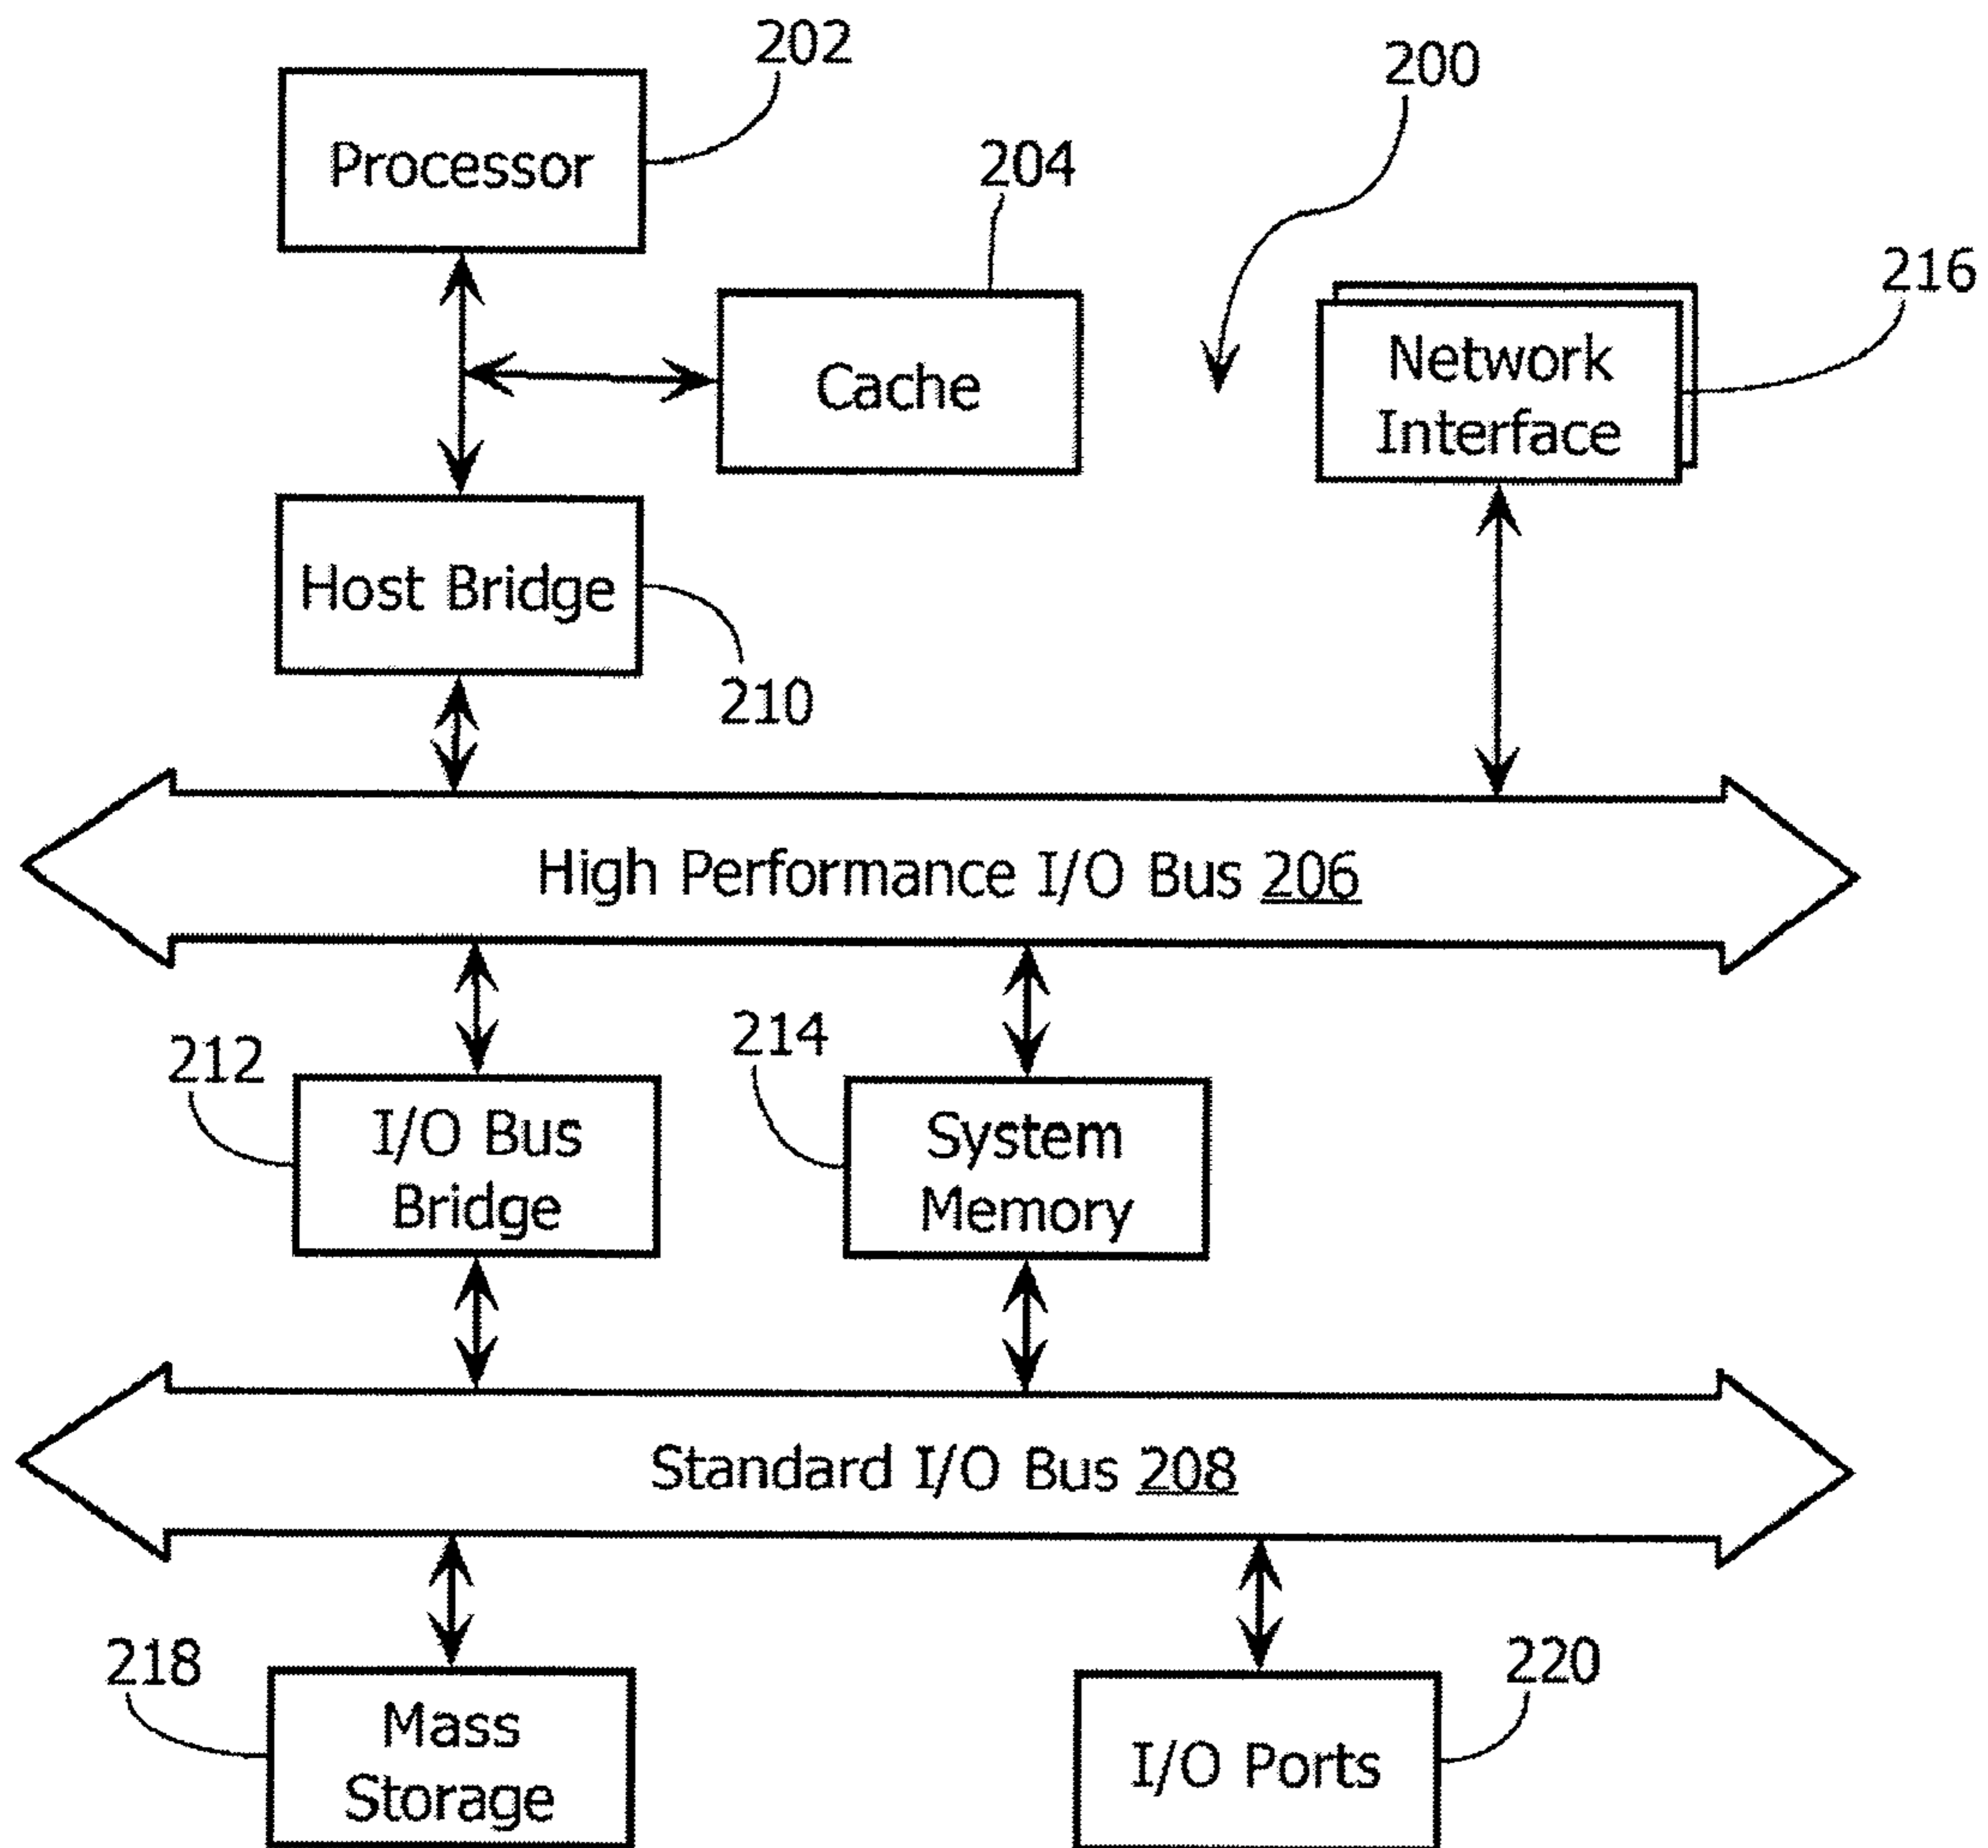 202
200
Processor
204
216
Cache
Network
Interface
Host Bridge
210
High Performance I/O Bus 206
212
214
I/O Bus
Bridge
System
Memory
Standard I/O Bus 208
218
220
Mass
Storage
I/O Ports